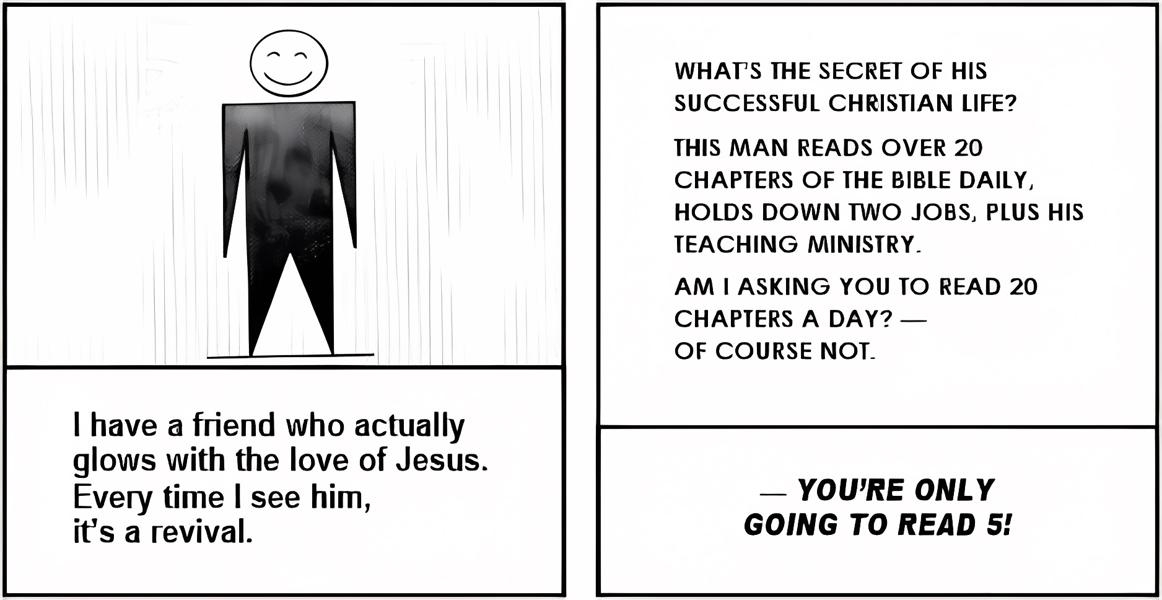 I have a friend who actually
glows with the love of Jesus.
Every time I see him,
it's a revival.
WHAT'S THE SECRET OF HIS
SUCCESSFUL CHRISTIAN LIFE?
THIS MAN READS OVER 20
CHAPTERS OF THE BIBLE DAILY,
HOLDS DOWN TWO JOBS, PLUS HIS
TEACHING MINISTRY.
AM I ASKING YOU TO READ 20
CHAPTERS A DAY? —
OF COURSE NOT.
— YOU'RE ONLY
GOING TO READ 5!